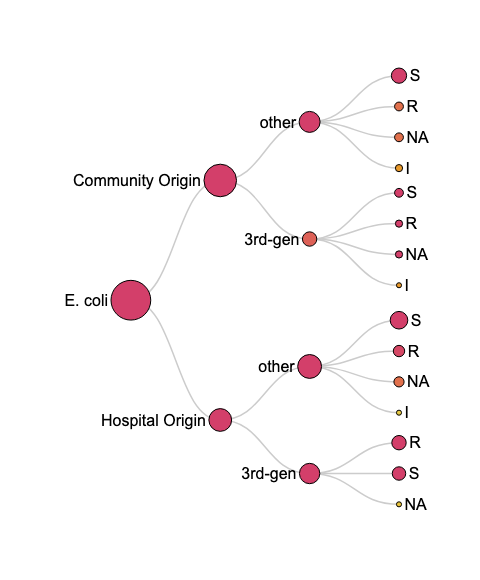 S
other
R
NA
I
Community Origin
S
R
3rd-gen
NA
I
E. coli
S
R
other
NA
I
Hospital Origin
R
3rd-gen
S
NA